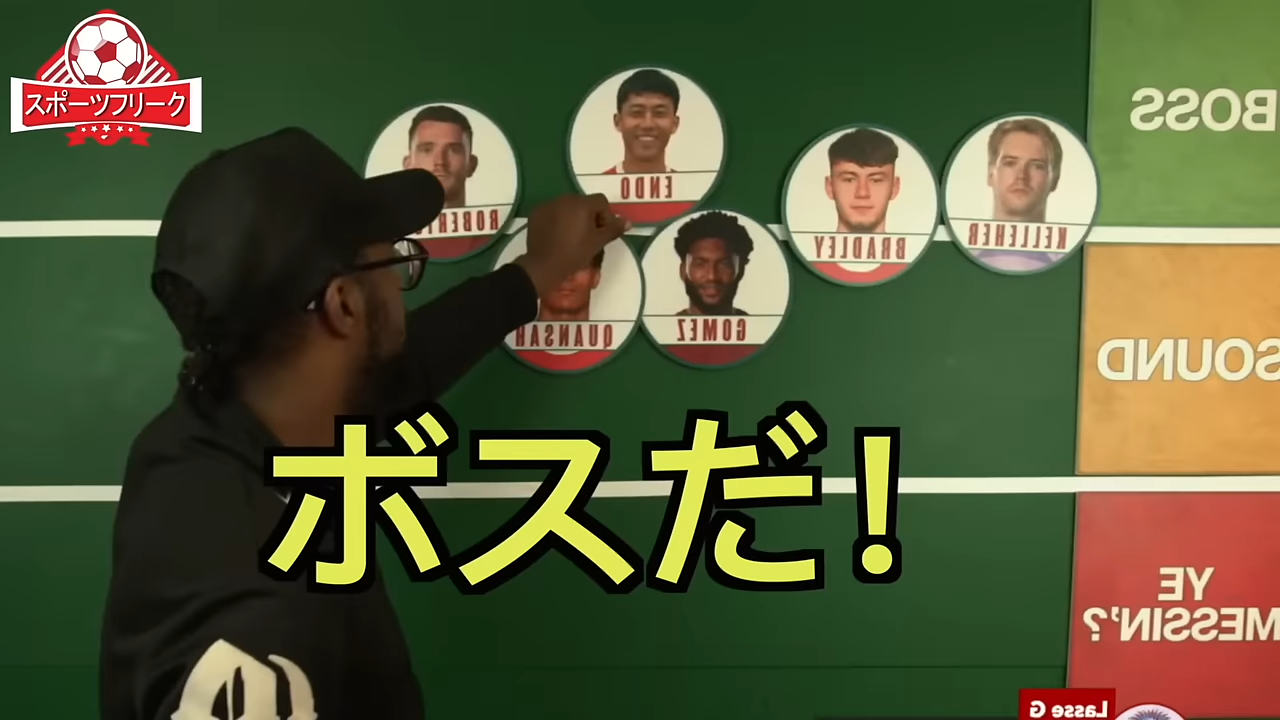 スポーツフリーク
BOSS
ENDO
KELLEHER
BRADLEY
GOMEZ
QUANSAH
SOUND
ボスだ!
YE
MESSIN'?
Lasse G